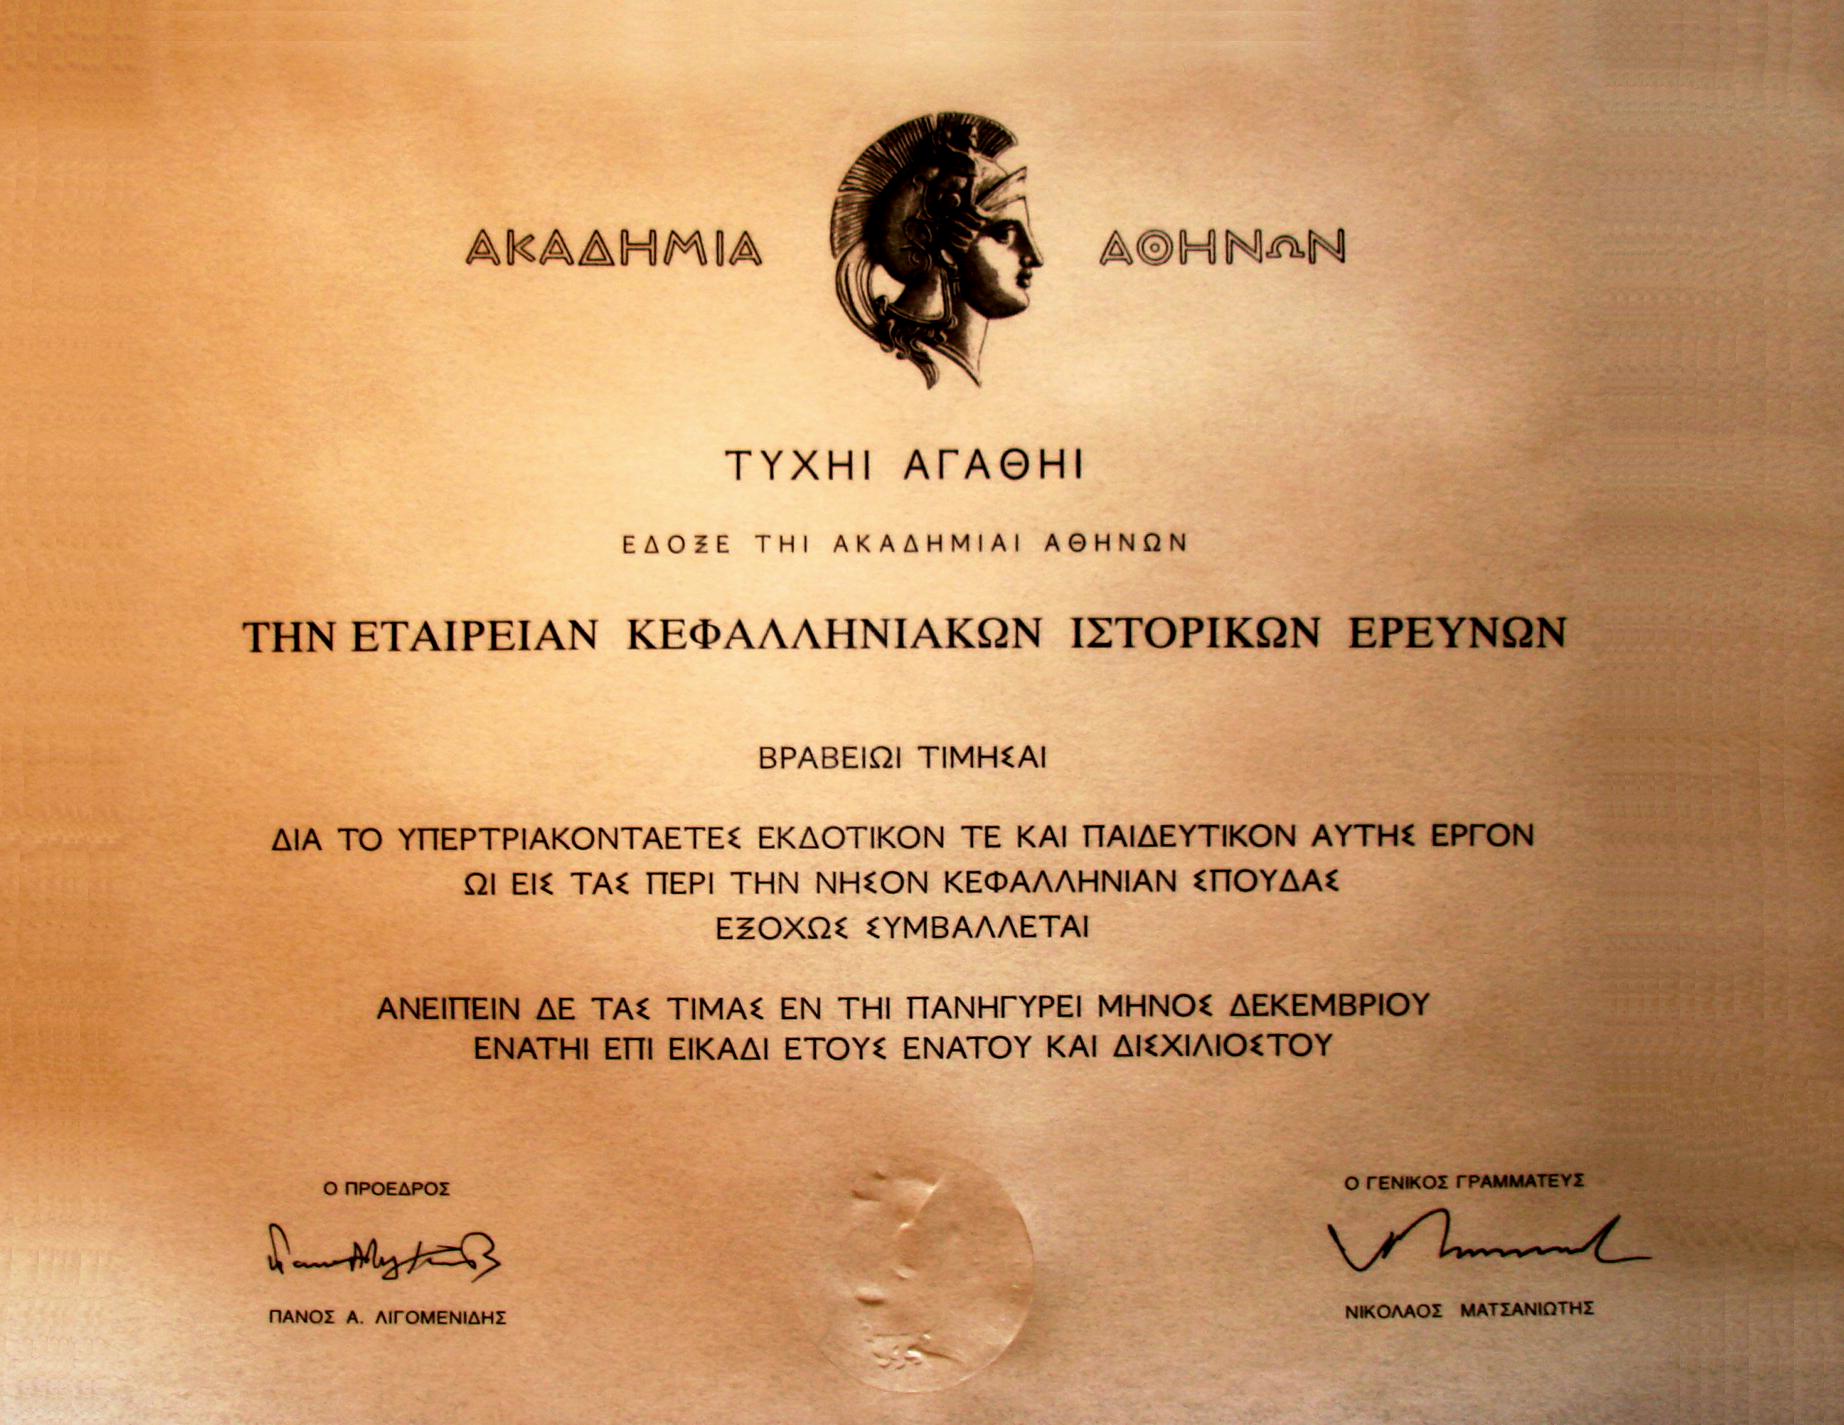 ΑΚΑΔΗΜΙΑ ΑΘΗΝΩΝ
ΤΥΧΗΙ ΑΓΑΘΗΙ
ΕΔΟΞΕ ΤΗΙ ΑΚΑΔΗΜΙΑΙ ΑΘΗΝΩΝ
ΤΗΝ ΕΤΑΙΡΕΙΑΝ ΚΕΦΑΛΛΗΝΙΑΚΩΝ ΙΣΤΟΡΙΚΩΝ ΕΡΕΥΝΩΝ
ΒΡΑΒΕΙΩΙ ΤΙΜΗΣΑΙ
ΔΙΑ ΤΟ ΥΠΕΡΤΡΙΑΚΟΝΤΑΕΤΕΣ ΕΚΔΟΤΙΚΟΝ ΤΕ ΚΑΙ ΠΑΙΔΕΥΤΙΚΟΝ ΑΥΤΗΣ ΕΡΓΟΝ
ΩΙ ΕΙΣ ΤΑΣ ΠΕΡΙ ΤΗΝ ΝΗΣΟΝ ΚΕΦΑΛΛΗΝΙΑΝ ΣΠΟΥΔΑΣ
ΕΞΟΧΩΣ ΣΥΜΒΑΛΛΕΤΑΙ
ΑΝΕΙΠΕΙΝ ΔΕ ΤΑΣ ΤΙΜΑΣ ΕΝ ΤΗΙ ΠΑΝΗΓΥΡΕΙ ΜΗΝΟΣ ΔΕΚΕΜΒΡΙΟΥ
ΕΝΑΤΗΙ ΕΠΙ ΕΙΚΑΔΙ ΕΤΟΥΣ ΕΝΑΤΟΥ ΚΑΙ ΔΙΣΧΙΛΙΟΣΤΟΥ
Ο ΠΡΟΕΔΡΟΣ
ΠΑΝΟΣ Α. ΛΙΓΟΜΕΝΙΔΗΣ
Ο ΓΕΝΙΚΟΣ ΓΡΑΜΜΑΤΕΥΣ
ΝΙΚΟΛΑΟΣ ΜΑΤΣΑΝΙΩΤΗΣ